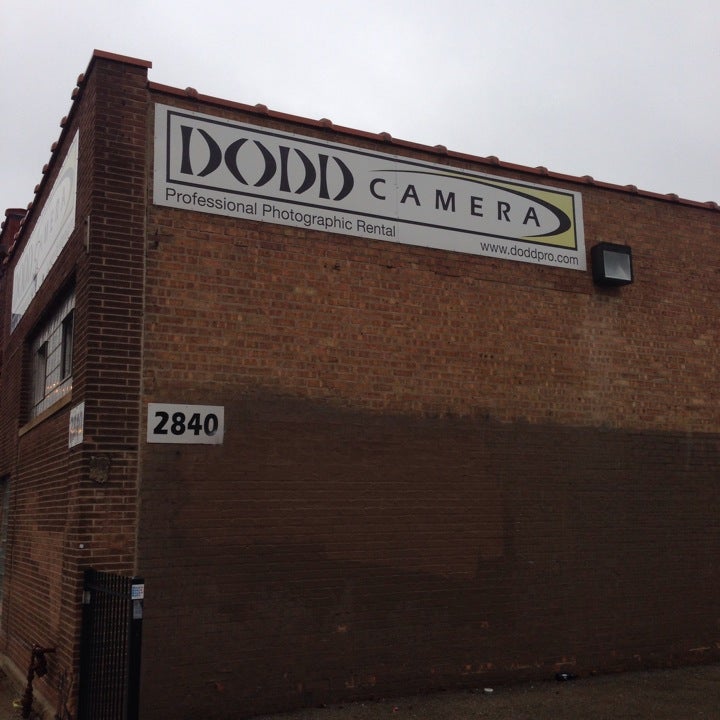 DODD CAMERA
Professional Photographic Rental
www.doddpro.com
2840